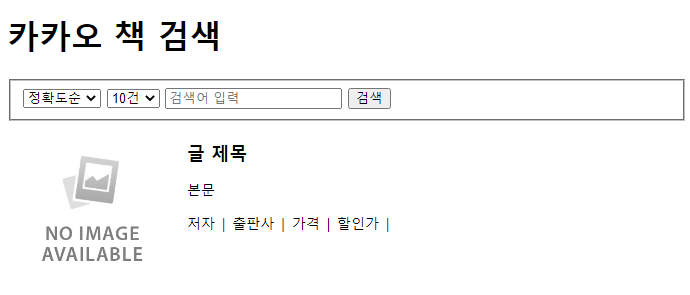 카카오 책 검색
정확도순 10건 검색어 입력 검색
글 제목
본문
저자 | 출판사 | 가격 | 할인가 |
NO IMAGE
AVAILABLE